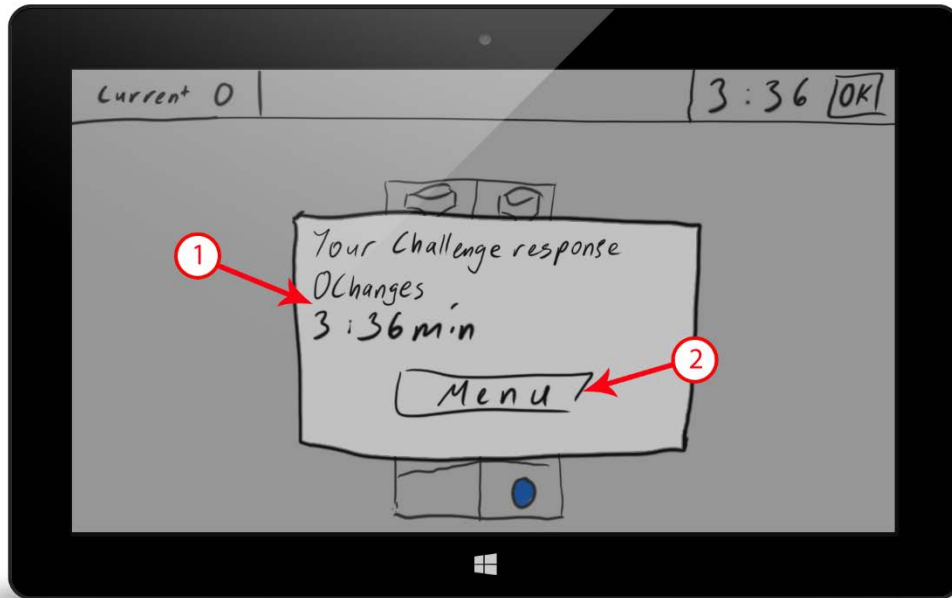 Current 0
3:36 OK
Your Challenge response
0Changes
3:36min
Menu
1
2